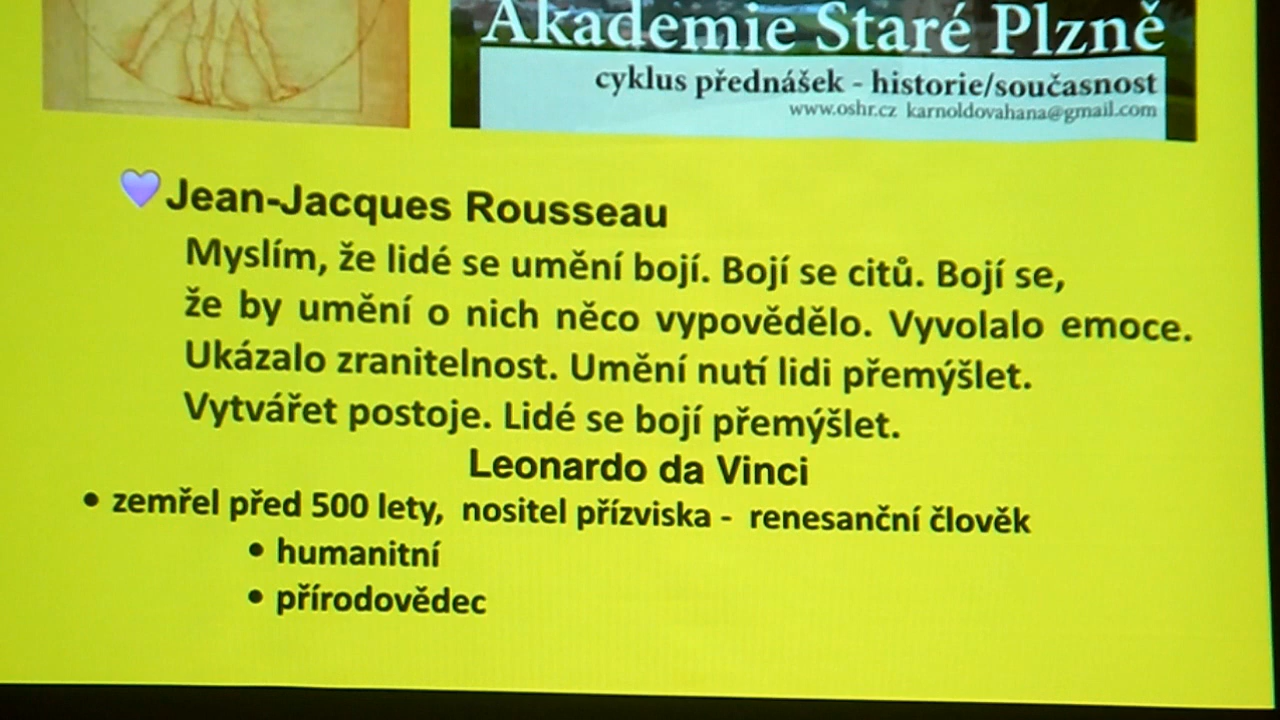 Akademie Staré Plzně
cyklus přednášek - historie/současnost
www.oshr.cz karnoldovahana@gmail.com
Jean-Jacques Rousseau
Myslím, že lidé se umění bojí. Bojí se citů. Bojí se,
že by umění o nich něco vypovědělo. Vyvolalo emoce.
Ukázalo zranitelnost. Umění nutí lidi přemýšlet.
Vytvářet postoje. Lidé se bojí přemýšlet.
Leonardo da Vinci
• zemřel před 500 lety, nositel přízviska - renesanční člověk
• humanitní
• přírodovědec